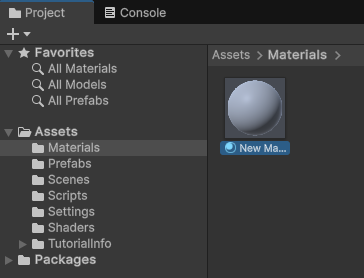 Project
Console
Favorites
All Materials
All Models
All Prefabs
Assets
Materials
Prefabs
Scenes
Scripts
Settings
Shaders
TutorialInfo
Packages
Assets > Materials >
New Ma...